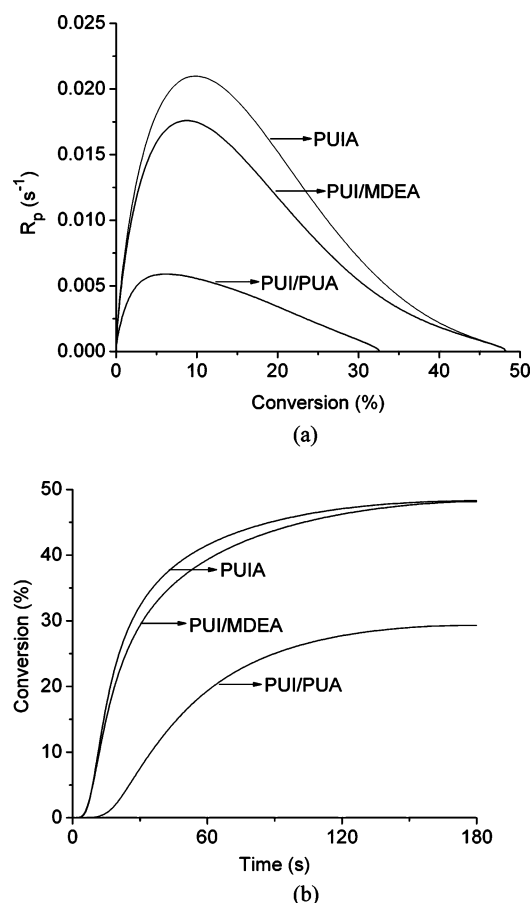 0.025
0.020
0.015
0.010
0.005
0.000
Rp (s-1)
PUIA
PUI/MDEA
PUI/PUA
0 10 20 30 40 50
Conversion (%)
(a)
50
40
30
20
10
0
Conversion (%)
PUIA
PUI/MDEA
PUI/PUA
0 60 120 180
Time (s)
(b)